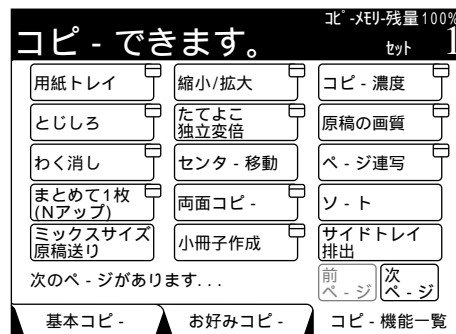 コピ-メモリ-残量100%
コピ-できます。
セット 1
用紙トレイ 縮小/拡大 コピ-濃度
とじしろ たてよこ 独立変倍 原稿の画質
わく消し センタ-移動 ペ-ジ連写
まとめて1枚 (Nアップ) 両面コピ- ソ-ト
ミックスサイズ 原稿送り 小冊子作成 サイドトレイ 排出
次のペ-ジがあります...
前 ペ-ジ 次 ペ-ジ
基本コピ- お好みコピ- コピ-機能一覧